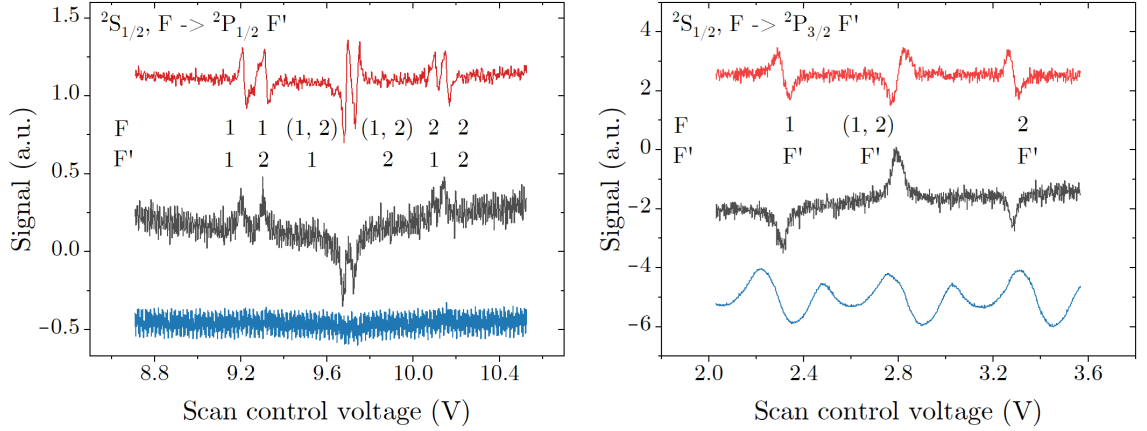 ²S₁/₂, F -> ²P₁/₂ F'
1.5
1.0
0.5
0.0
−0.5
Signal (a.u.)
F 1 1 (1, 2) (1, 2) 2 2
F' 1 2 1 2 1 2
8.8 9.2 9.6 10.0 10.4
Scan control voltage (V)
²S₁/₂, F -> ²P₃/₂ F'
4
2
0
−2
−4
−6
Signal (a.u.)
F 1 (1, 2) 2
F' F' F' F'
2.0 2.4 2.8 3.2 3.6
Scan control voltage (V)